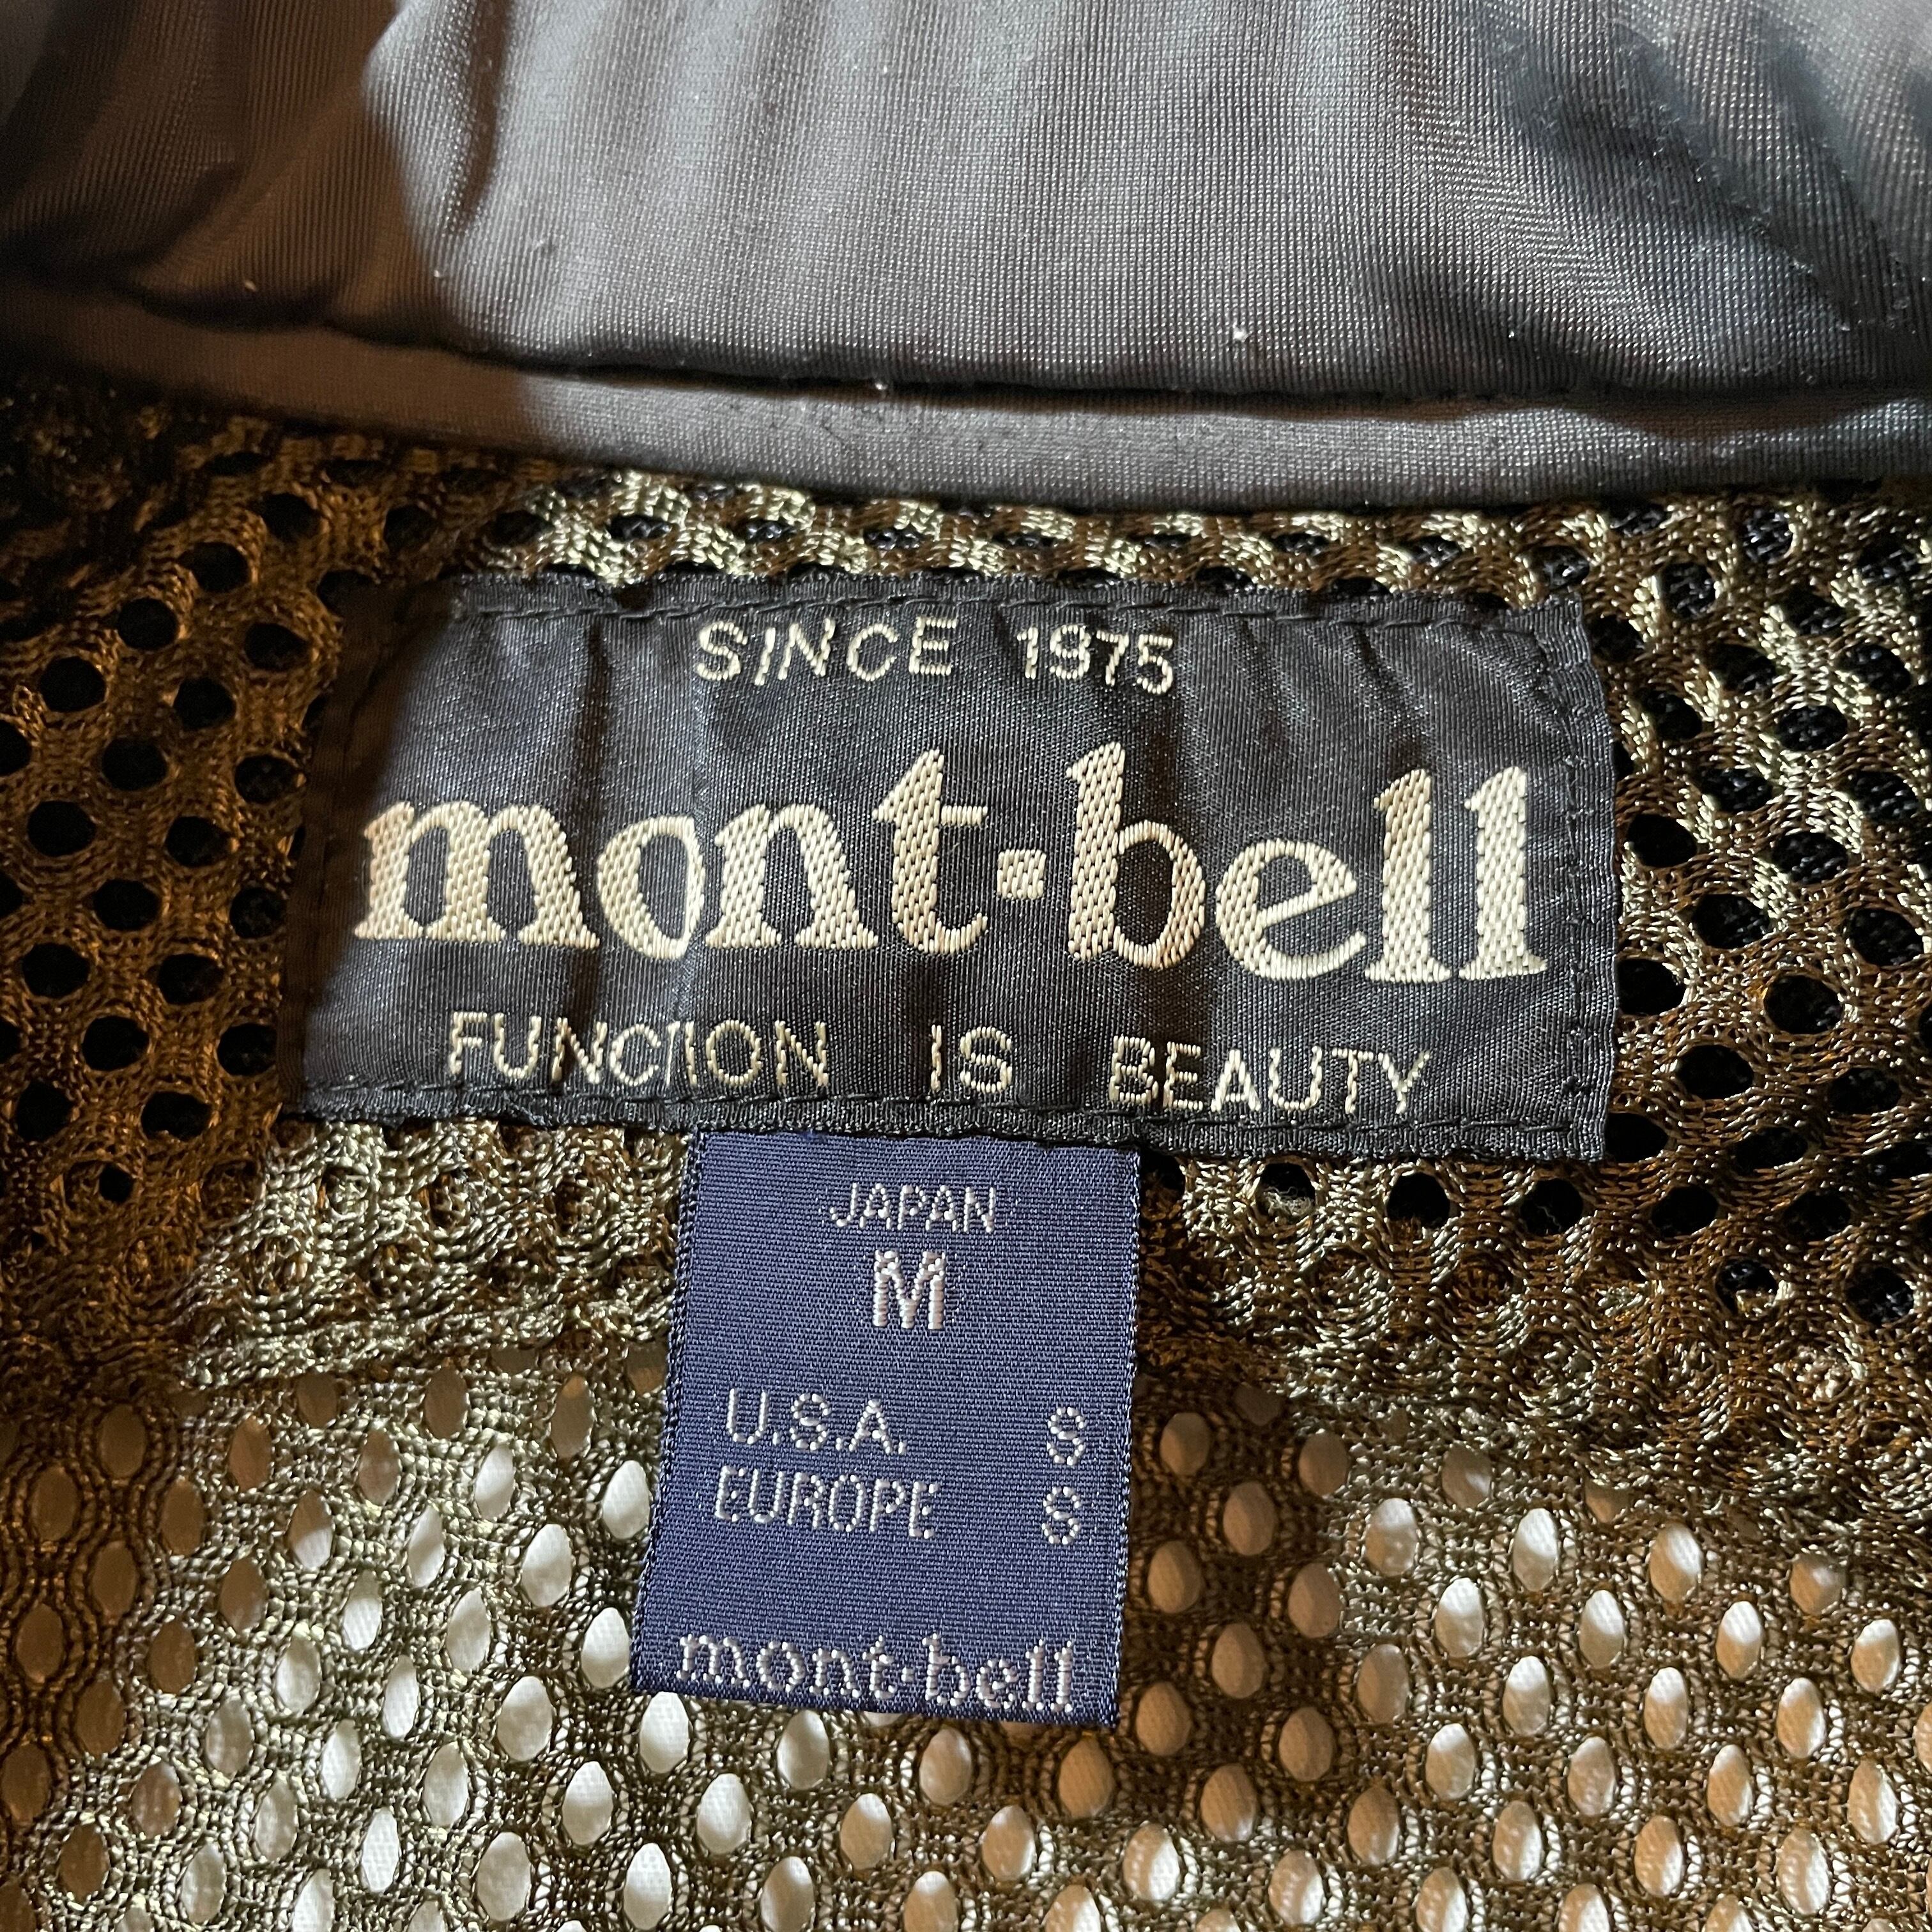 SINCE 1975
mont-bell
FUNCTION IS BEAUTY
JAPAN
M
U.S.A. S
EUROPE S
mont-bell